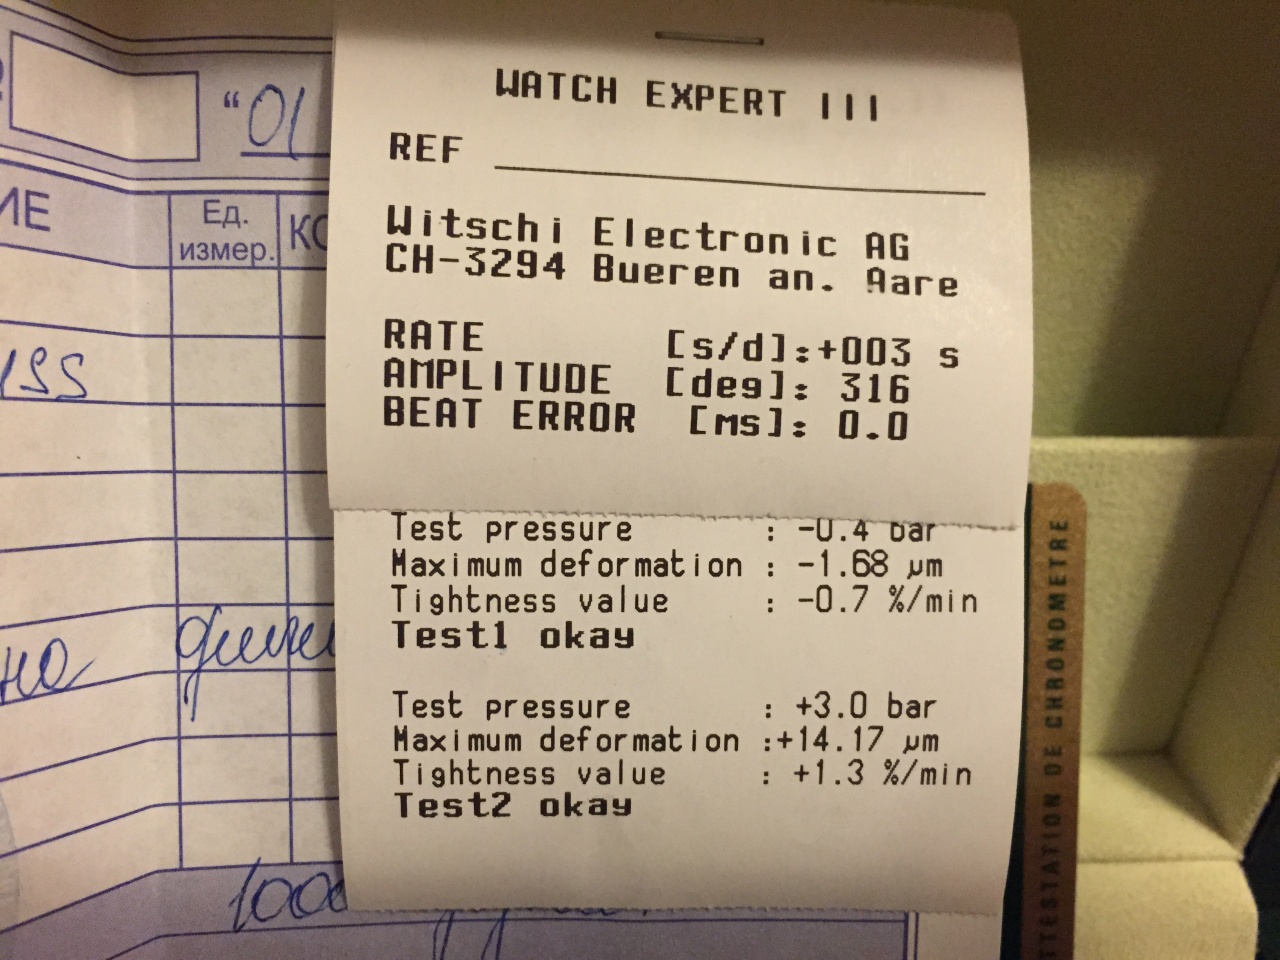 WATCH EXPERT III
REF
Witschi Electronic AG
CH-3294 Bueren an. Aare
RATE [s/d]:+003 s
AMPLITUDE [deg]: 316
BEAT ERROR [ms]: 0.0
Test pressure : -0.4 bar
Maximum deformation : -1.68 µm
Tightness value : -0.7 %/min
Test1 okay
Test pressure : +3.0 bar
Maximum deformation :+14.17 µm
Tightness value : +1.3 %/min
Test2 okay
“01
ИЕ
Ед.
измер.
КО
но
TTESTATION DE CHRONOMETRE